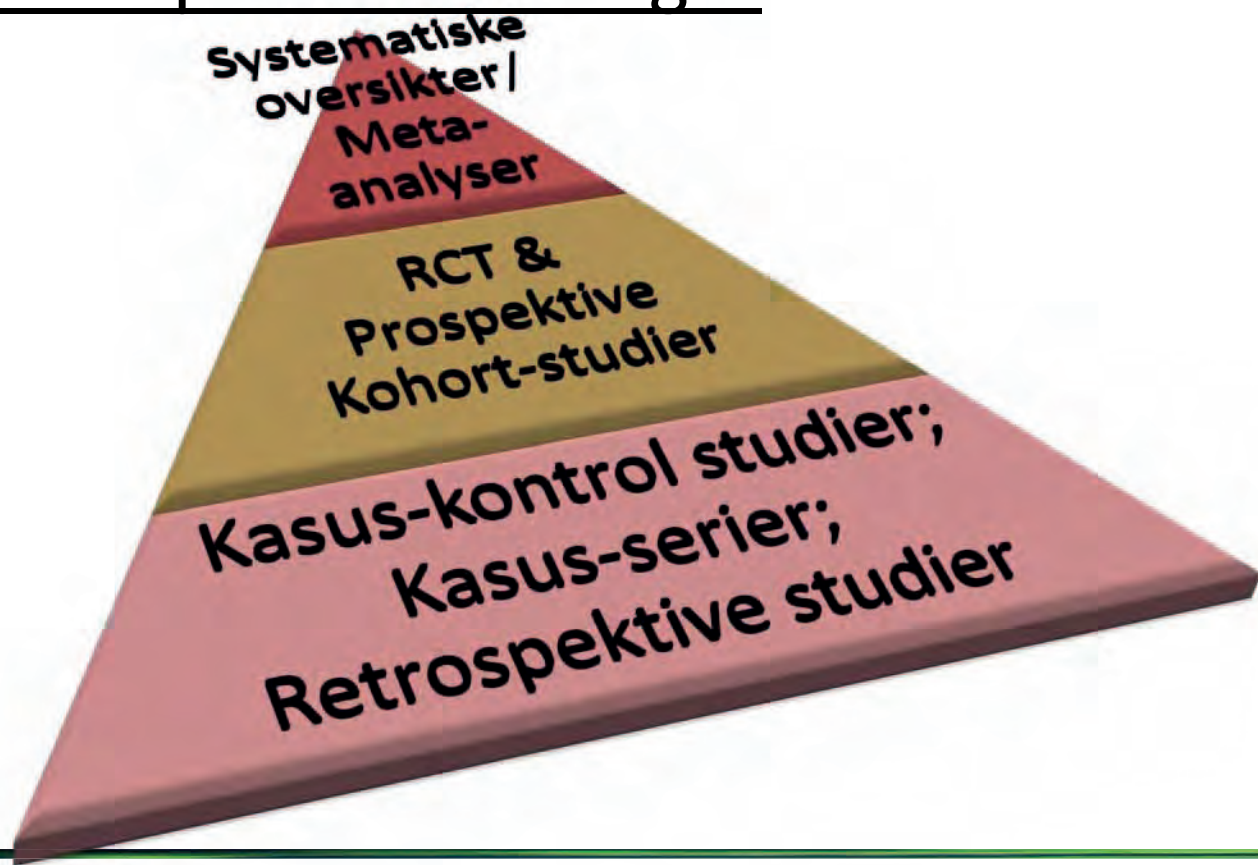 Systematiske
oversikter/
Meta-
analyser
RCT &
Prospektive
Kohort-studier
Kasus-kontrol studier;
Kasus-serier;
Retrospektive studier